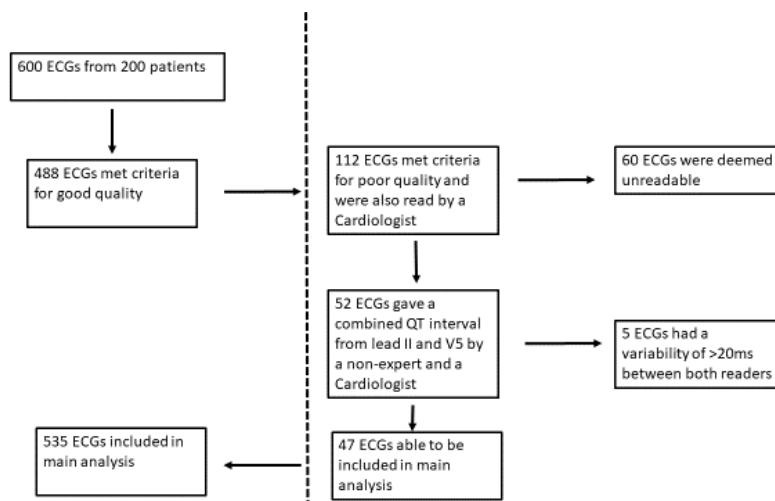 600 ECGs from 200 patients
488 ECGs met criteria
for good quality
112 ECGs met criteria
for poor quality and
were also read by a
Cardiologist
60 ECGs were deemed
unreadable
52 ECGs gave a
combined QT interval
from lead II and V5 by
a non-expert and a
Cardiologist
5 ECGs had a
variability of >20ms
between both readers
535 ECGs included in
main analysis
47 ECGs able to be
included in main
analysis